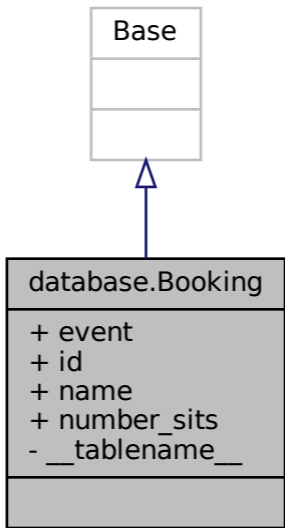 Base
database.Booking
+ event
+ id
+ name
+ number_sits
- __tablename__